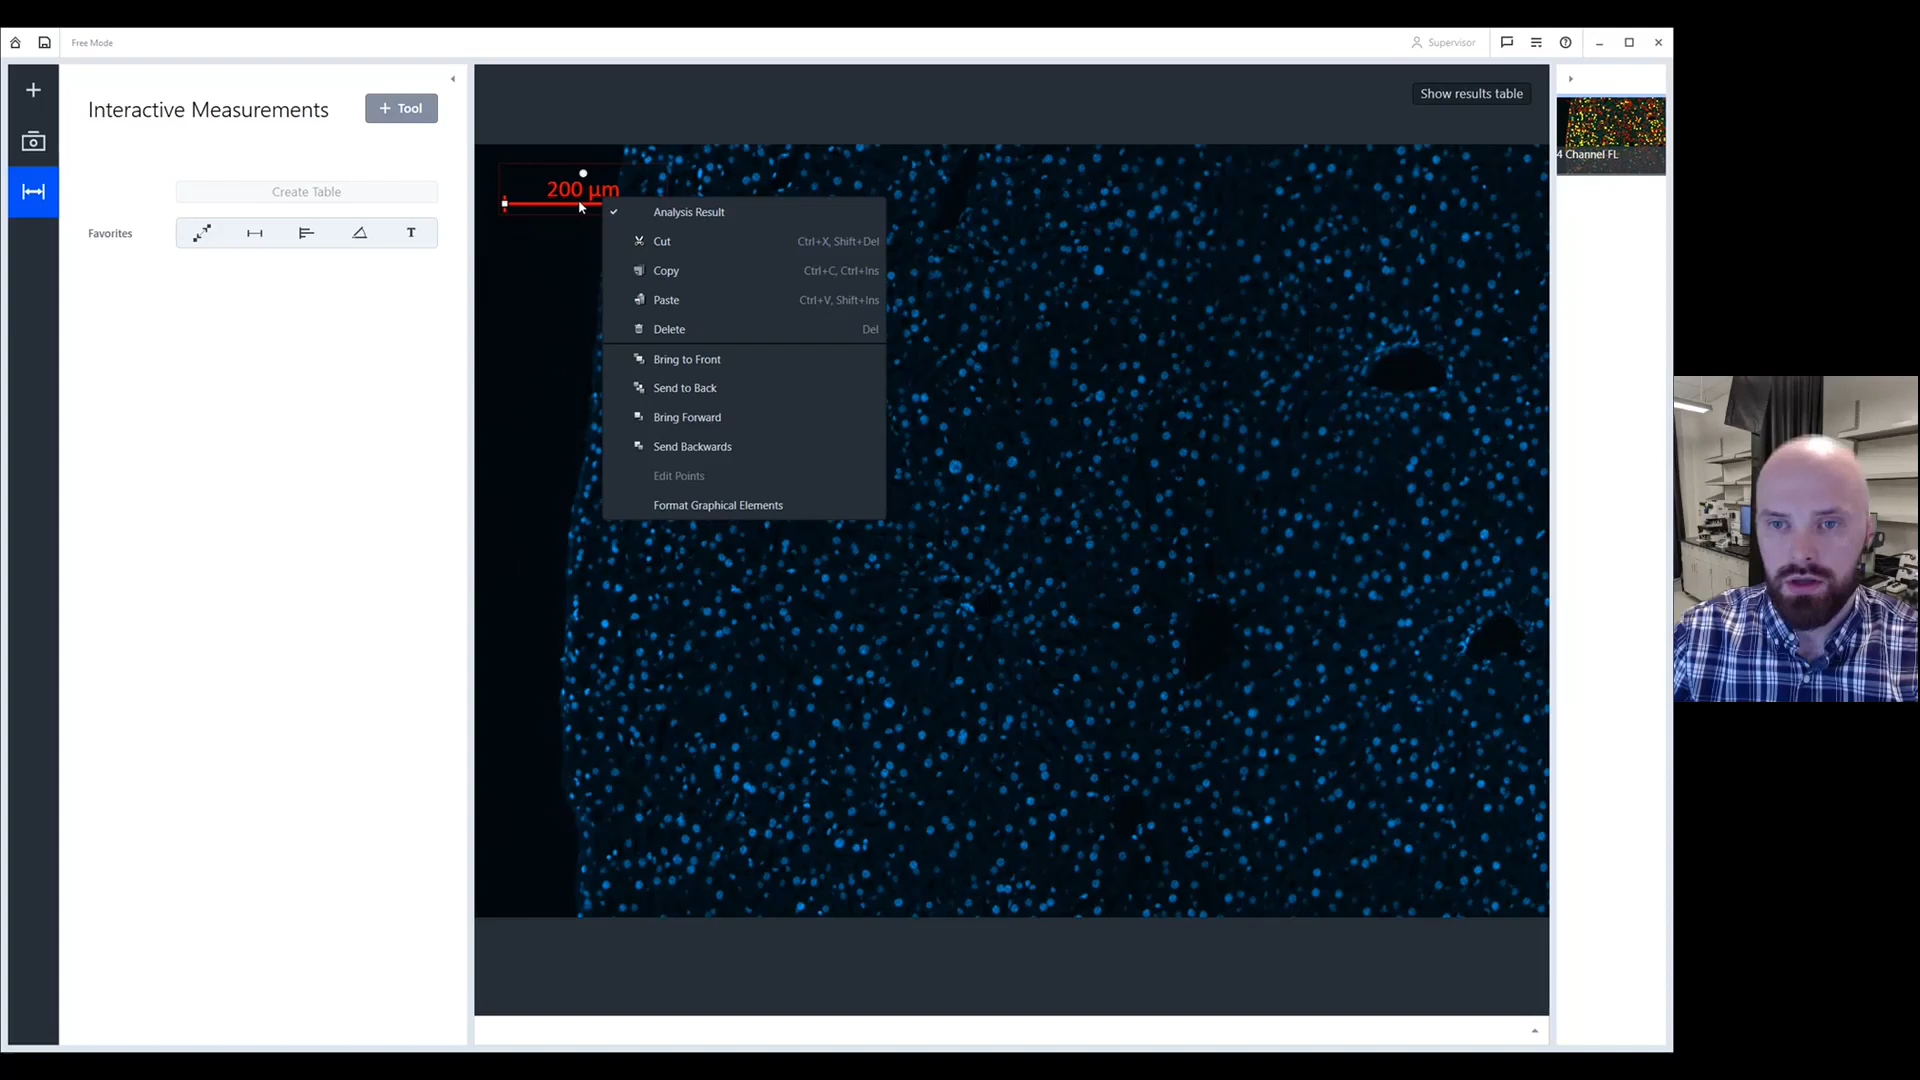 Free Mode
Supervisor
Interactive Measurements
+ Tool
Show results table
Create Table
Favorites
T
4 Channel FL
200 µm
Analysis Result
Cut Ctrl+X, Shift+Del
Copy Ctrl+C, Ctrl+Ins
Paste Ctrl+V, Shift+Ins
Delete Del
Bring to Front
Send to Back
Bring Forward
Send Backwards
Edit Points
Format Graphical Elements